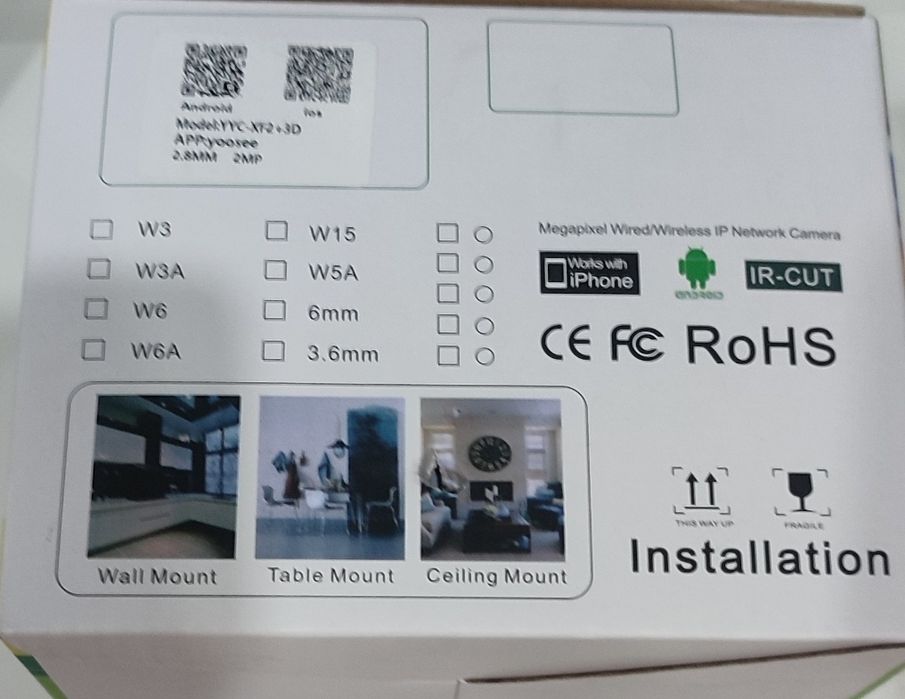 Android
ios
Model:YYC-XF2+3D
APP:yoosee
2.8MM 2MP
W3
W15
W3A
W5A
W6
6mm
W6A
3.6mm
Megapixel Wired/Wireless IP Network Camera
Works with
iPhone
ANDROID
IR-CUT
CE FC RoHS
Wall Mount
Table Mount
Ceiling Mount
THIS WAY UP
FRAGILE
Installation